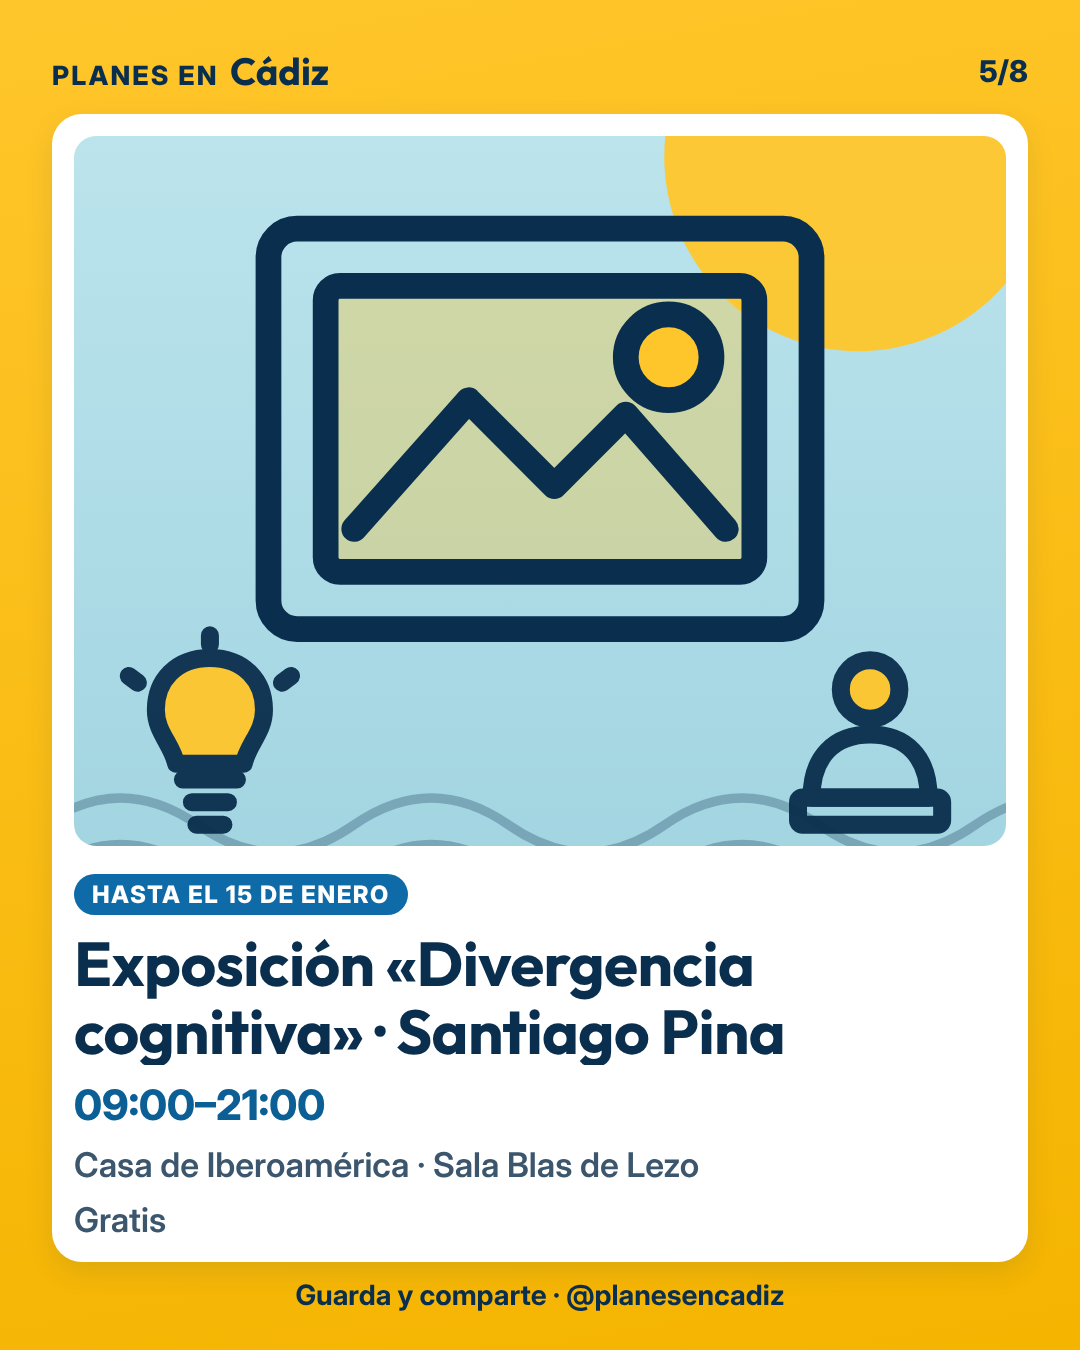 PLANES EN Cádiz
5/8
HASTA EL 15 DE ENERO
Exposición «Divergencia
cognitiva» · Santiago Pina
09:00–21:00
Casa de Iberoamérica · Sala Blas de Lezo
Gratis
Guarda y comparte · @planesencadiz